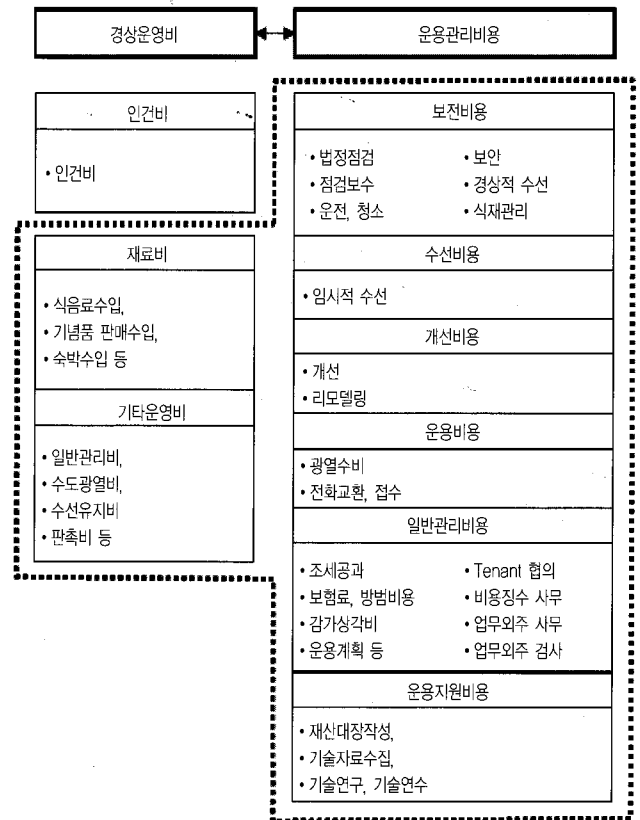 경상운영비
운용관리비용
인건비
• 인건비
재료비
• 식음료수입,
• 기념품 판매수입,
• 숙박수입 등
기타운영비
• 일반관리비,
• 수도광열비,
• 수선유지비
• 판촉비 등
보전비용
• 법정점검
• 점검보수
• 운전, 청소
• 보안
• 경상적 수선
• 식재관리
수선비용
• 임시적 수선
개선비용
• 개선
• 리모델링
운용비용
• 광열수비
• 전화교환, 접수
일반관리비용
• 조세공과
• 보험료, 방범비용
• 감가상각비
• 운용계획 등
• Tenant 협의
• 비용징수 사무
• 업무외주 사무
• 업무외주 검사
운용지원비용
• 재산대장작성,
• 기술자료수집,
• 기술연구, 기술연수